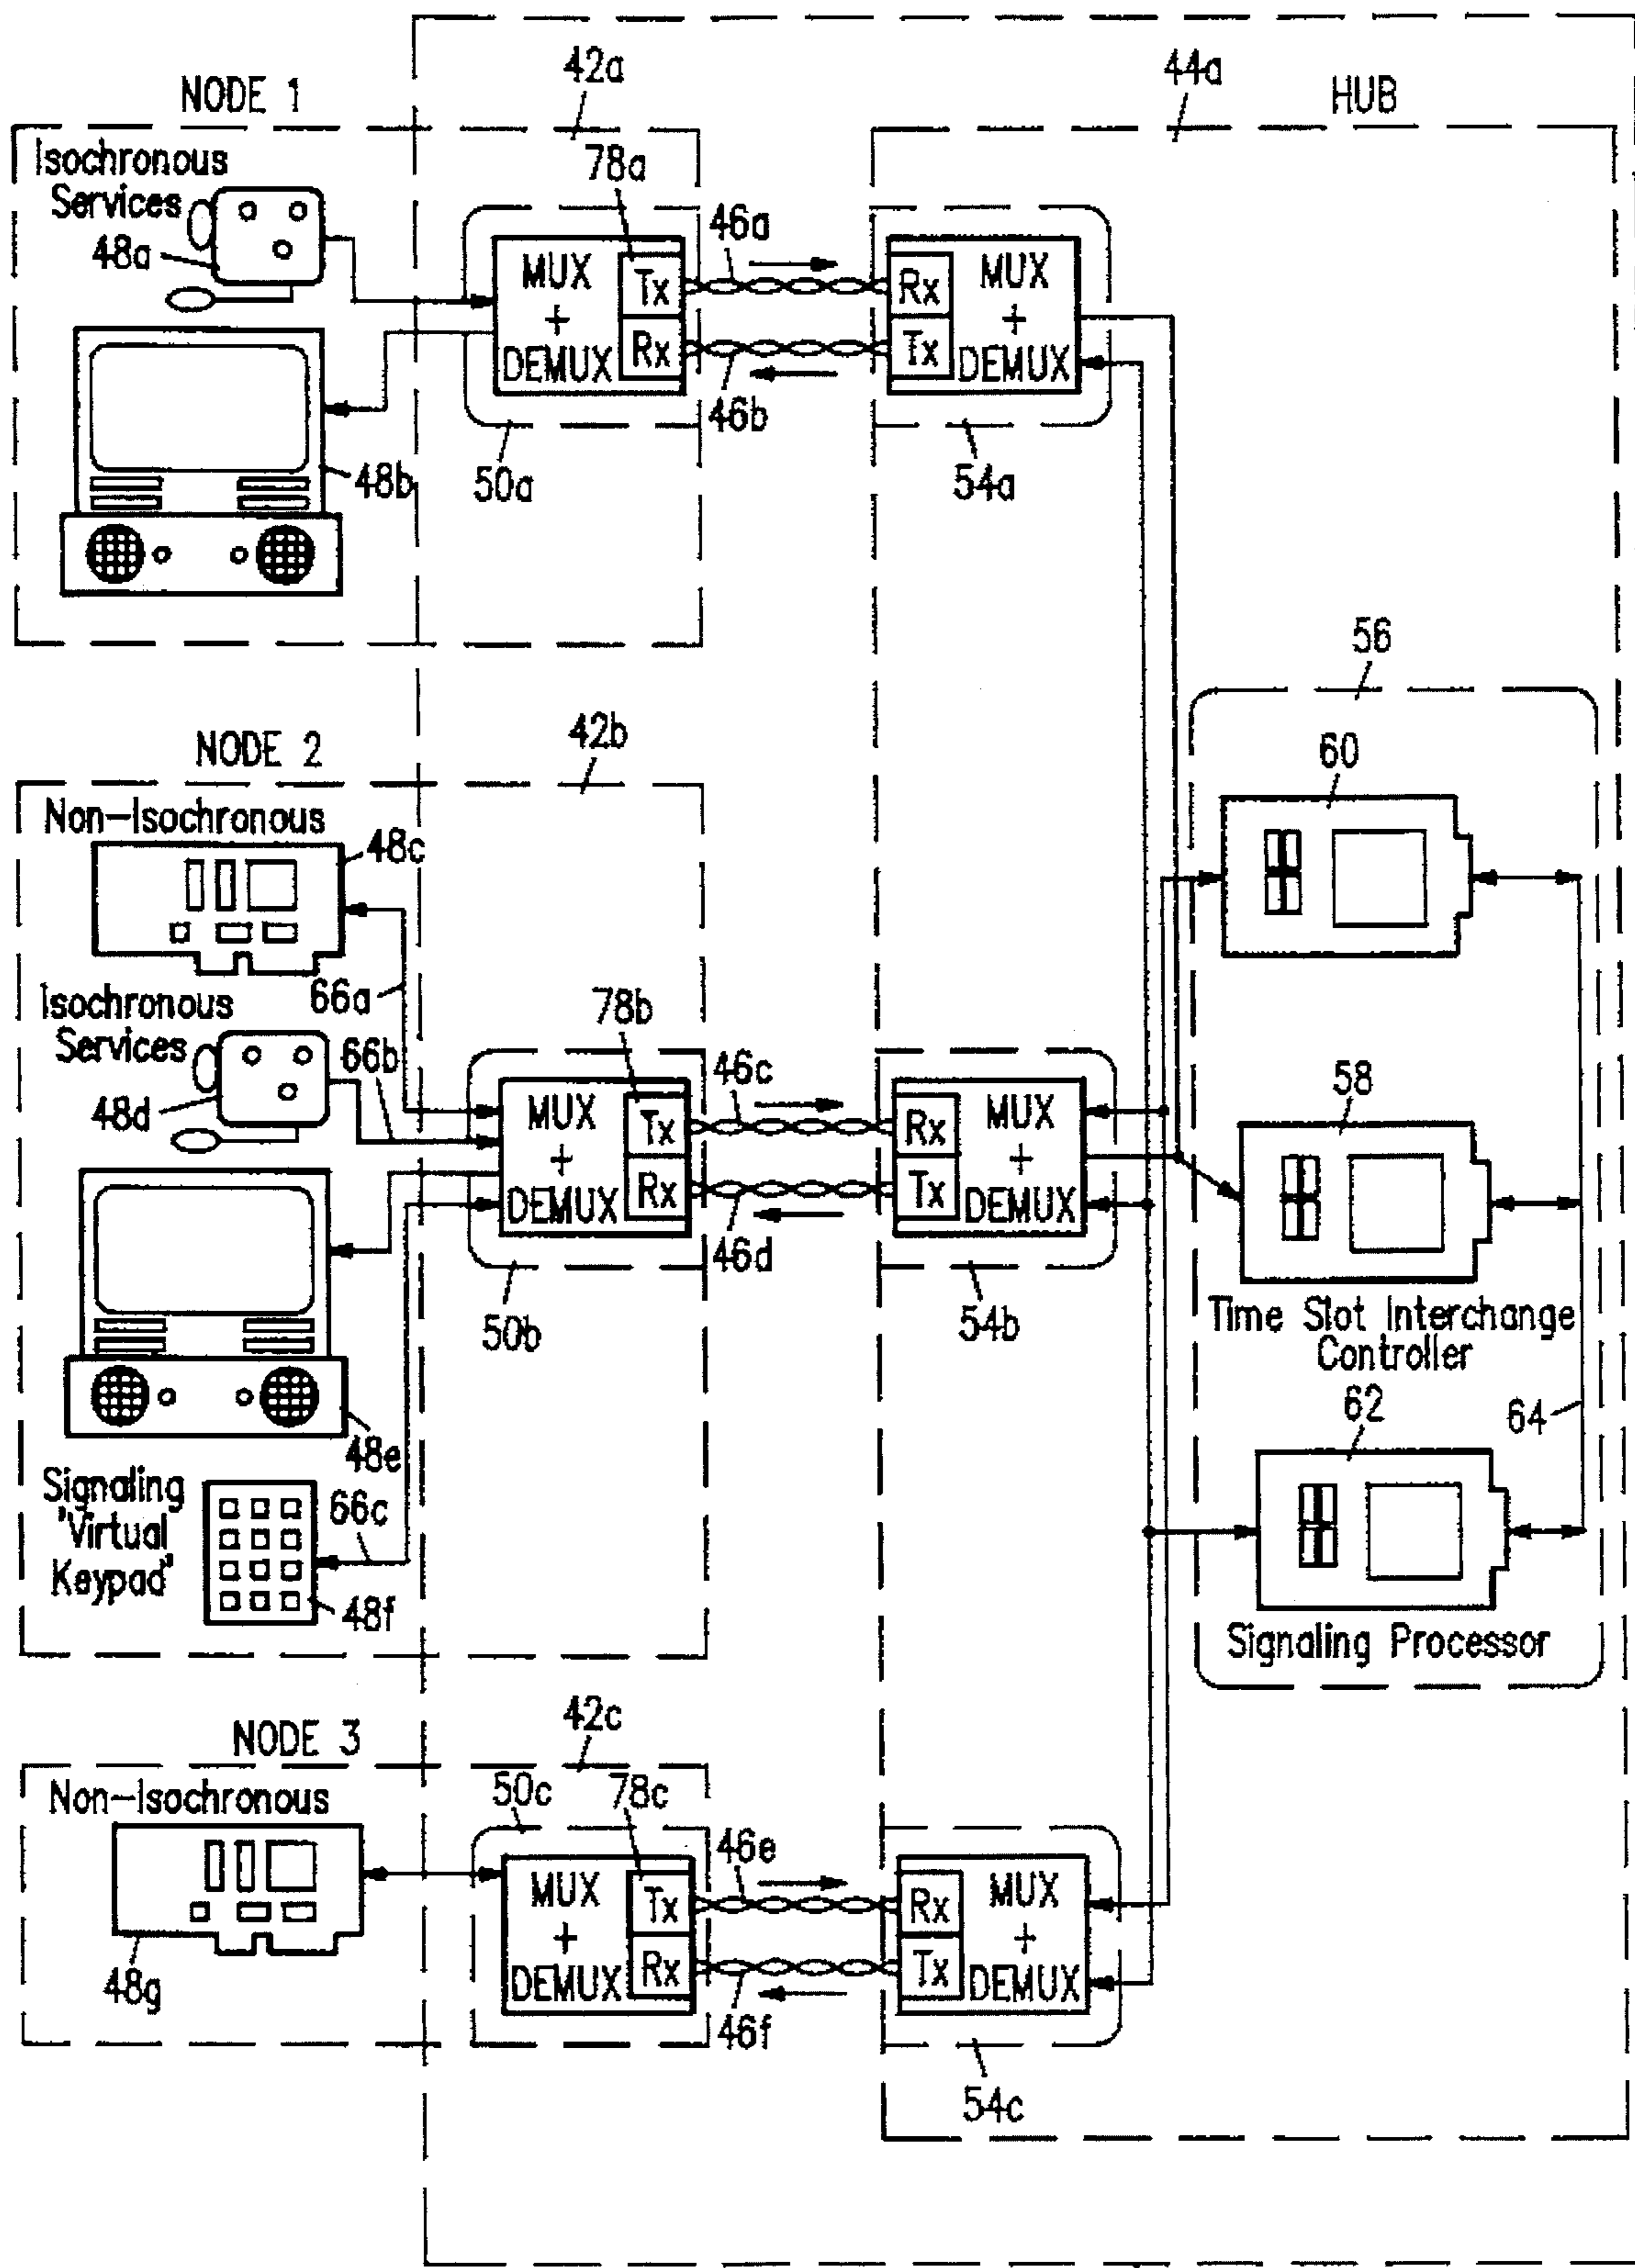 42a
44a
NODE 1
HUB
Isochronous
Services
78a
48a
46a
MUX
+
DEMUX
Tx
Rx
Rx
Tx
MUX
+
DEMUX
46b
48b
50a
54a
56
NODE 2
42b
60
Non-Isochronous
48c
66a
Isochronous
Services
78b
66b
46c
58
48d
MUX
+
DEMUX
Tx
Rx
Rx
Tx
MUX
+
DEMUX
46d
50b
54b
Time Slot Interchange
Controller
62
64
48e
Signaling
"Virtual
Keypad"
66c
48f
Signaling Processor
NODE 3
42c
Non-Isochronous
50c
78c
46e
MUX
+
DEMUX
Tx
Rx
Rx
Tx
MUX
+
DEMUX
48g
46f
54c